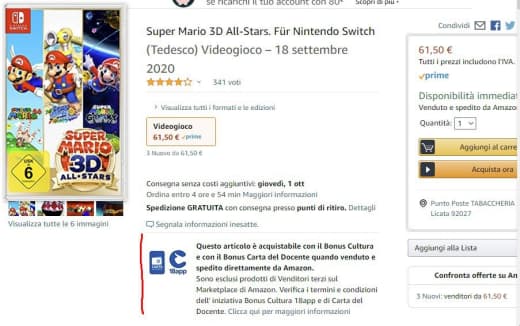 se ricarichi il tuo account con 80*
Scopri di più ›
Super Mario 3D All-Stars. Für Nintendo Switch
(Tedesco) Videogioco – 18 settembre
2020
341 voti
› Visualizza tutti i formati e le edizioni
Videogioco
61,50 € prime
3 Nuovo da 61,50 €
Consegna senza costi aggiuntivi: giovedì, 1 ott
Ordina entro 4 ore e 54 min Maggiori informazioni
Spedizione GRATUITA con consegna presso punti di ritiro. Dettagli
Segnala informazioni inesatte.
Questo articolo è acquistabile con il Bonus Cultura
e con il Bonus Carta del Docente quando venduto e
spedito direttamente da Amazon.
Sono esclusi prodotti di Venditori terzi sul
Marketplace di Amazon. Verifica i termini e condizioni
dell' iniziativa Bonus Cultura 18app e di Carta del
Docente. Clicca qui per maggiori informazioni
18app
NINTENDO
SWITCH
SUPER
MARIO
3D
ALL-STARS
USK
6
Visualizza tutte le 6 immagini
Condividi
61,50 €
Tutti i prezzi includono l'IVA.
prime
Disponibilità immediat
Venduto e spedito da Amazo
Quantità: 1
Aggiungi al carre
Acquista ora
Punto Poste TABACCHERIA
Licata 92027
Aggiungi alla Lista
Confronta offerte su Am
3 Nuovi: venditori da 61,50 €